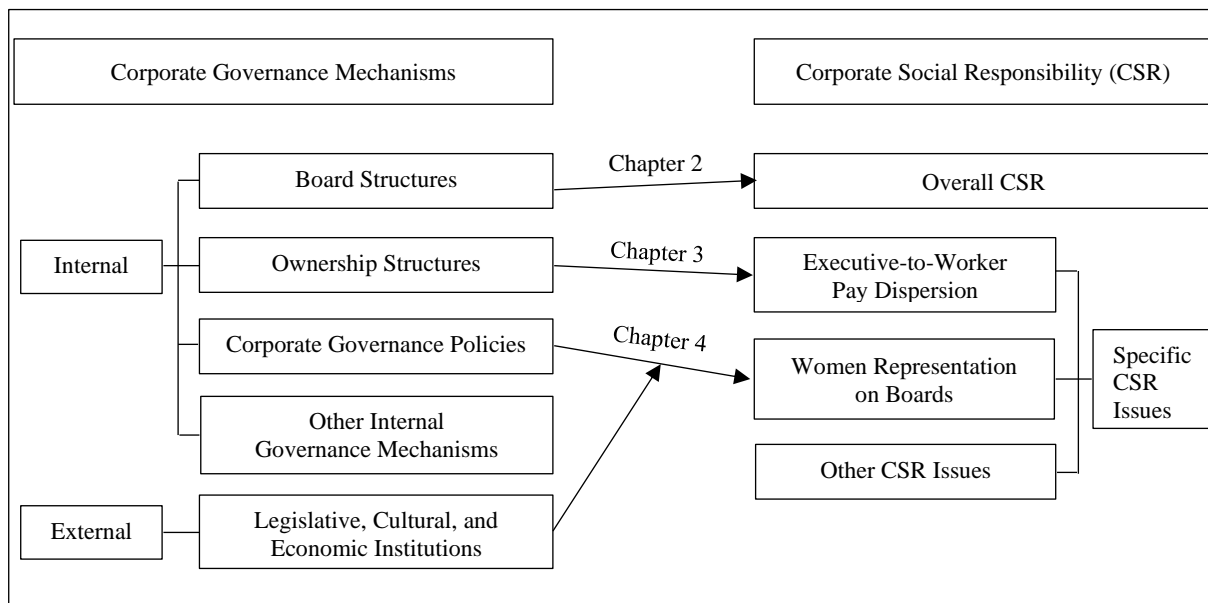 Corporate Governance Mechanisms
Corporate Social Responsibility (CSR)
Board Structures
Chapter 2
Overall CSR
Internal
Ownership Structures
Chapter 3
Executive-to-Worker
Pay Dispersion
Corporate Governance Policies
Chapter 4
Women Representation
on Boards
Specific
CSR
Issues
Other Internal
Governance Mechanisms
Other CSR Issues
External
Legislative, Cultural, and
Economic Institutions